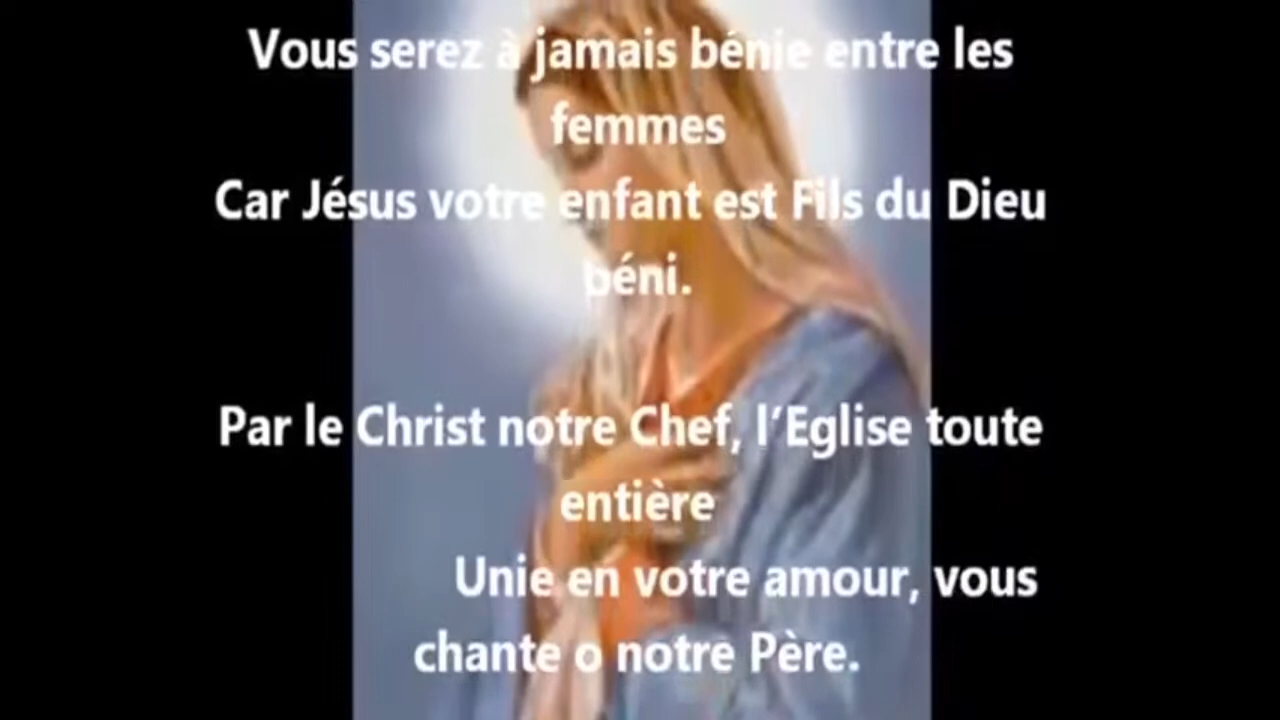 Vous serez à jamais bénie entre les
femmes
Car Jésus votre enfant est Fils du Dieu
béni.
Par le Christ notre Chef, l’Eglise toute
entière
Unie en votre amour, vous
chante o notre Père.